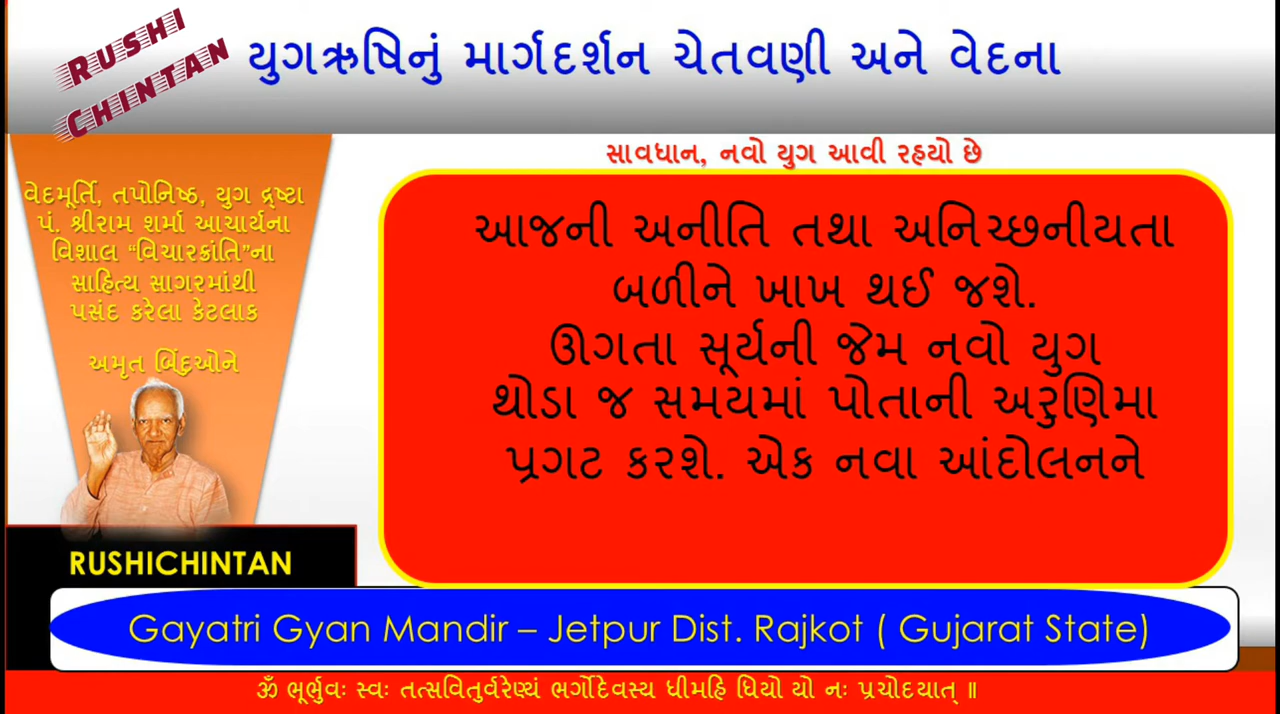 RUSHI
CHINTAN
યુગઋષિનું માર્ગદર્શન ચેતવણી અને વેદના
સાવધાન, નવો યુગ આવી રહયો છે
વેદમૂર્તિ, તપોનિષ્ઠ, યુગ દ્રષ્ટા
પં. શ્રીરામ શર્મા આચાર્યના
વિશાલ “વિચારક્રાંતિ”ના
સાહિત્ય સાગરમાંથી
પસંદ કરેલા કેટલાક
અમૃત બિંદુઓને
RUSHICHINTAN
આજની અનીતિ તથા અનિચ્છનીયતા
બળીને ખાખ થઈ જશે.
ઊગતા સૂર્યની જેમ નવો યુગ
થોડા જ સમયમાં પોતાની અરુણિમા
પ્રગટ કરશે. એક નવા આંદોલનને
Gayatri Gyan Mandir – Jetpur Dist. Rajkot ( Gujarat State)
ૐ ભૂર્ભુવઃ સ્વઃ તત્સવિતુર્વરેણ્યં ભર્ગોદેવસ્ય ધીમહિ ધિયો યો નઃ પ્રચોદયાત્ ॥